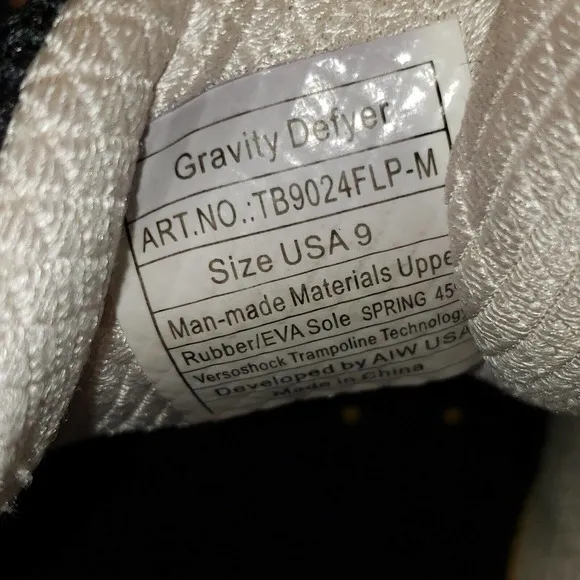 Gravity Defyer
ART.NO.:TB9024FLP-M
Size USA 9
Man-made Materials Uppe
Rubber/EVA Sole SPRING 45
Versoshock Trampoline Technology
Developed by AIW USA
Made in China